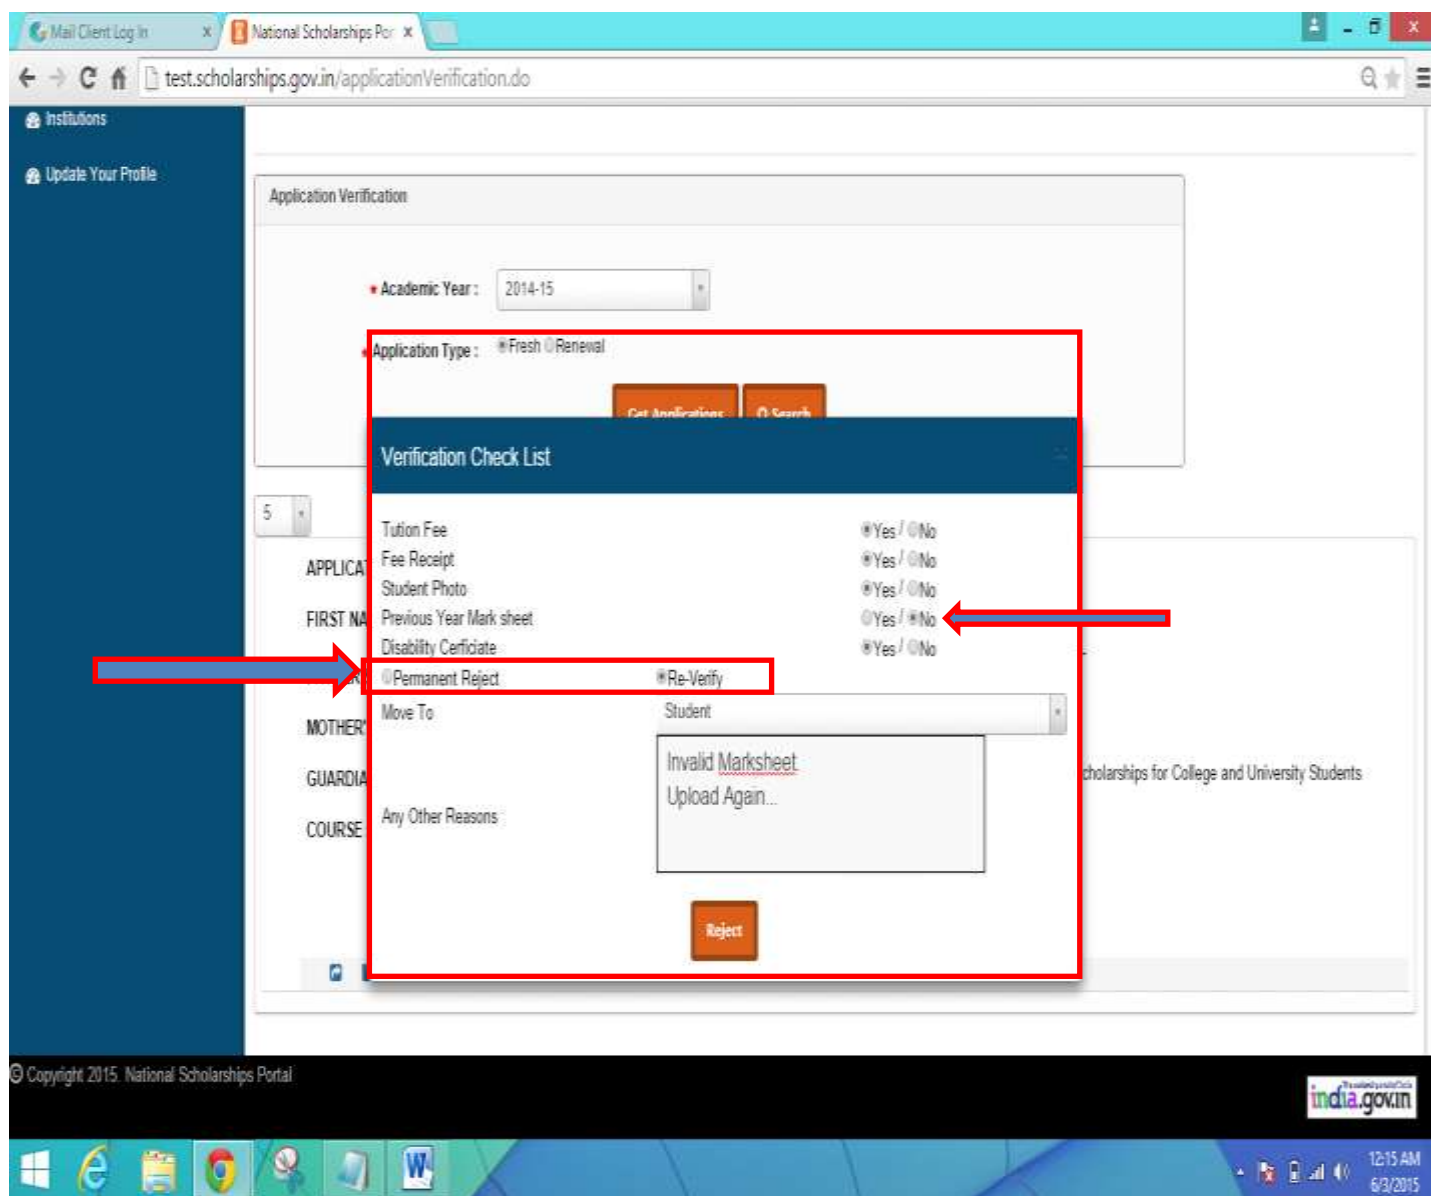 Mail Client Log In x National Scholarships Por x
test.scholarships.gov.in/applicationVerification.do
Institutions
Update Your Profile
Application Verification
* Academic Year : 2014-15
Application Type : Fresh Renewal
Get Applications Search
Verification Check List
5
Tution Fee Yes / No
APPLICAT Fee Receipt Yes / No
Student Photo Yes / No
FIRST NA Previous Year Mark sheet Yes / No
Disability Cerficiate Yes / No
Permanent Reject Re-Verify
Move To Student
MOTHER'
Invalid Marksheet
GUARDIA cholarships for College and University Students
Upload Again...
Any Other Reasons
COURSE
Reject
© Copyright 2015. National Scholarships Portal
india.gov.in
12:15 AM
6/3/2015